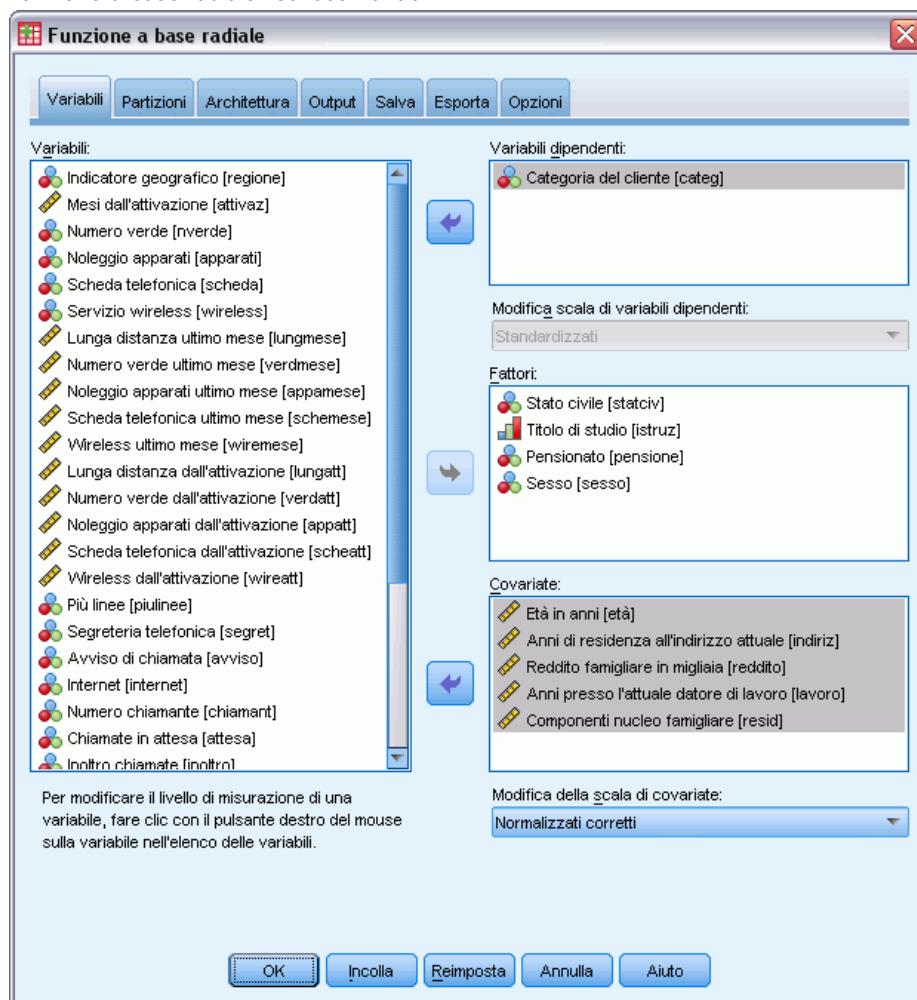 Funzione a base radiale
Variabili Partizioni Architettura Output Salva Esporta Opzioni
Variabili:
Indicatore geografico [regione]
Mesi dall'attivazione [attivaz]
Numero verde [nverde]
Noleggio apparati [apparati]
Scheda telefonica [scheda]
Servizio wireless [wireless]
Lunga distanza ultimo mese [lungmese]
Numero verde ultimo mese [verdmese]
Noleggio apparati ultimo mese [appamese]
Scheda telefonica ultimo mese [schemese]
Wireless ultimo mese [wiremese]
Lunga distanza dall'attivazione [lungatt]
Numero verde dall'attivazione [verdatt]
Noleggio apparati dall'attivazione [appatt]
Scheda telefonica dall'attivazione [scheatt]
Wireless dall'attivazione [wireatt]
Più linee [piulinee]
Segreteria telefonica [segret]
Avviso di chiamata [avviso]
Internet [internet]
Numero chiamante [chiamant]
Chiamate in attesa [attesa]
Inoltro chiamate [inoltro]
Per modificare il livello di misurazione di una
variabile, fare clic con il pulsante destro del mouse
sulla variabile nell'elenco delle variabili.
Variabili dipendenti:
Categoria del cliente [categ]
Modifica scala di variabili dipendenti:
Standardizzati
Fattori:
Stato civile [statciv]
Titolo di studio [istruz]
Pensionato [pensione]
Sesso [sesso]
Covariate:
Età in anni [età]
Anni di residenza all'indirizzo attuale [indiriz]
Reddito famigliare in migliaia [reddito]
Anni presso l'attuale datore di lavoro [lavoro]
Componenti nucleo famigliare [resid]
Modifica della scala di covariate:
Normalizzati corretti
OK Incolla Reimposta Annulla Aiuto